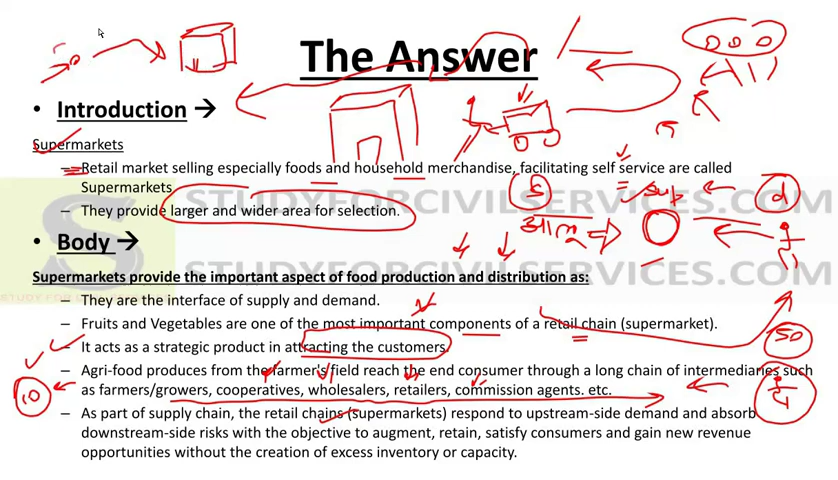 The Answer
• Introduction →
Supermarkets
– Retail market selling especially foods and household merchandise, facilitating self service are called
Supermarkets
– They provide larger and wider area for selection.
S
sup
d
• Body →
STUDYFORCIVILSERVICES.COM
STUDYFORCIVILSERVICES.COM
Supermarkets provide the important aspect of food production and distribution as:
– They are the interface of supply and demand.
– Fruits and Vegetables are one of the most important components of a retail chain (supermarket).
– It acts as a strategic product in attracting the customers.
50
– Agri-food produces from the farmer's field reach the end consumer through a long chain of intermediaries such
as farmers/growers, cooperatives, wholesalers, retailers, commission agents. etc.
10
– As part of supply chain, the retail chains (supermarkets) respond to upstream-side demand and absorb
downstream-side risks with the objective to augment, retain, satisfy consumers and gain new revenue
opportunities without the creation of excess inventory or capacity.